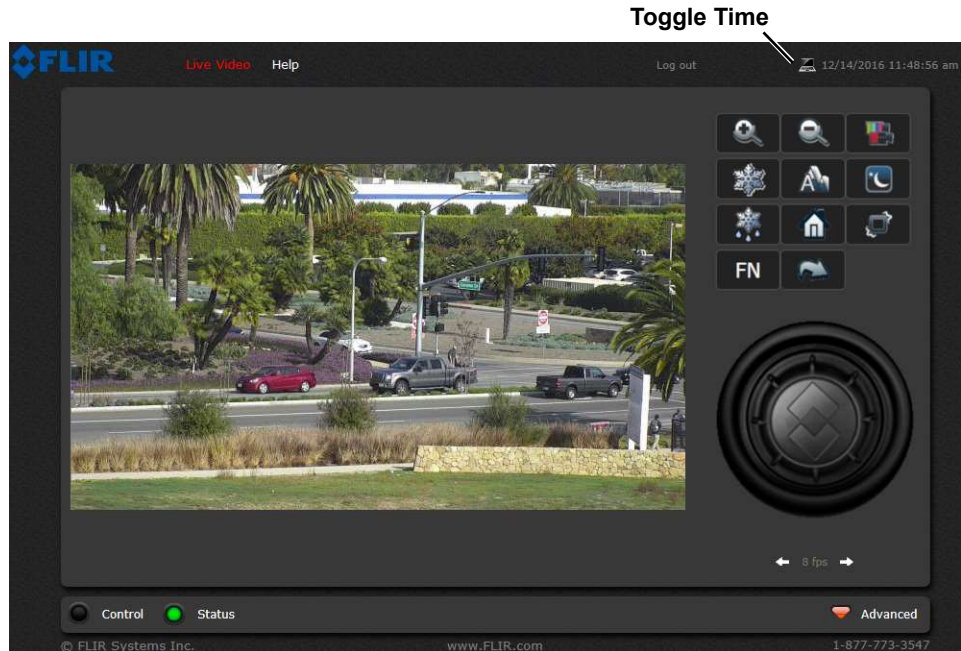 Toggle Time
FLIR
Live Video Help Log out 12/14/2016 11:48:56 am
FN
8 fps
Control Status Advanced
© FLIR Systems Inc. www.FLIR.com 1-877-773-3547